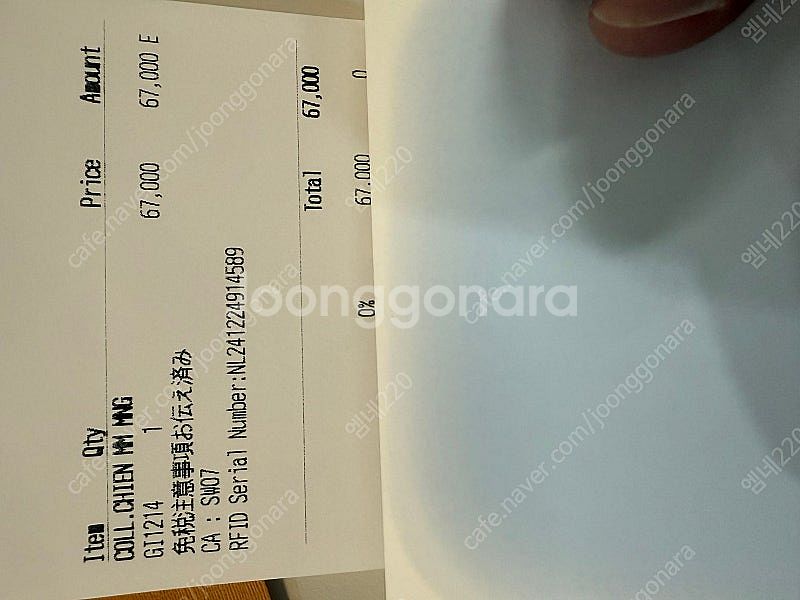 Item Qty Price Amount
COLL.CHIEN MM MNG
GI1214 1 67,000 67,000 E
免税注意事項お伝え済み
CA : SW07
RFID Serial Number:NL241224914589
Total 67,000
0% 67,000 0
joonggonara
cafe.naver.com/joonggonara
엠네220